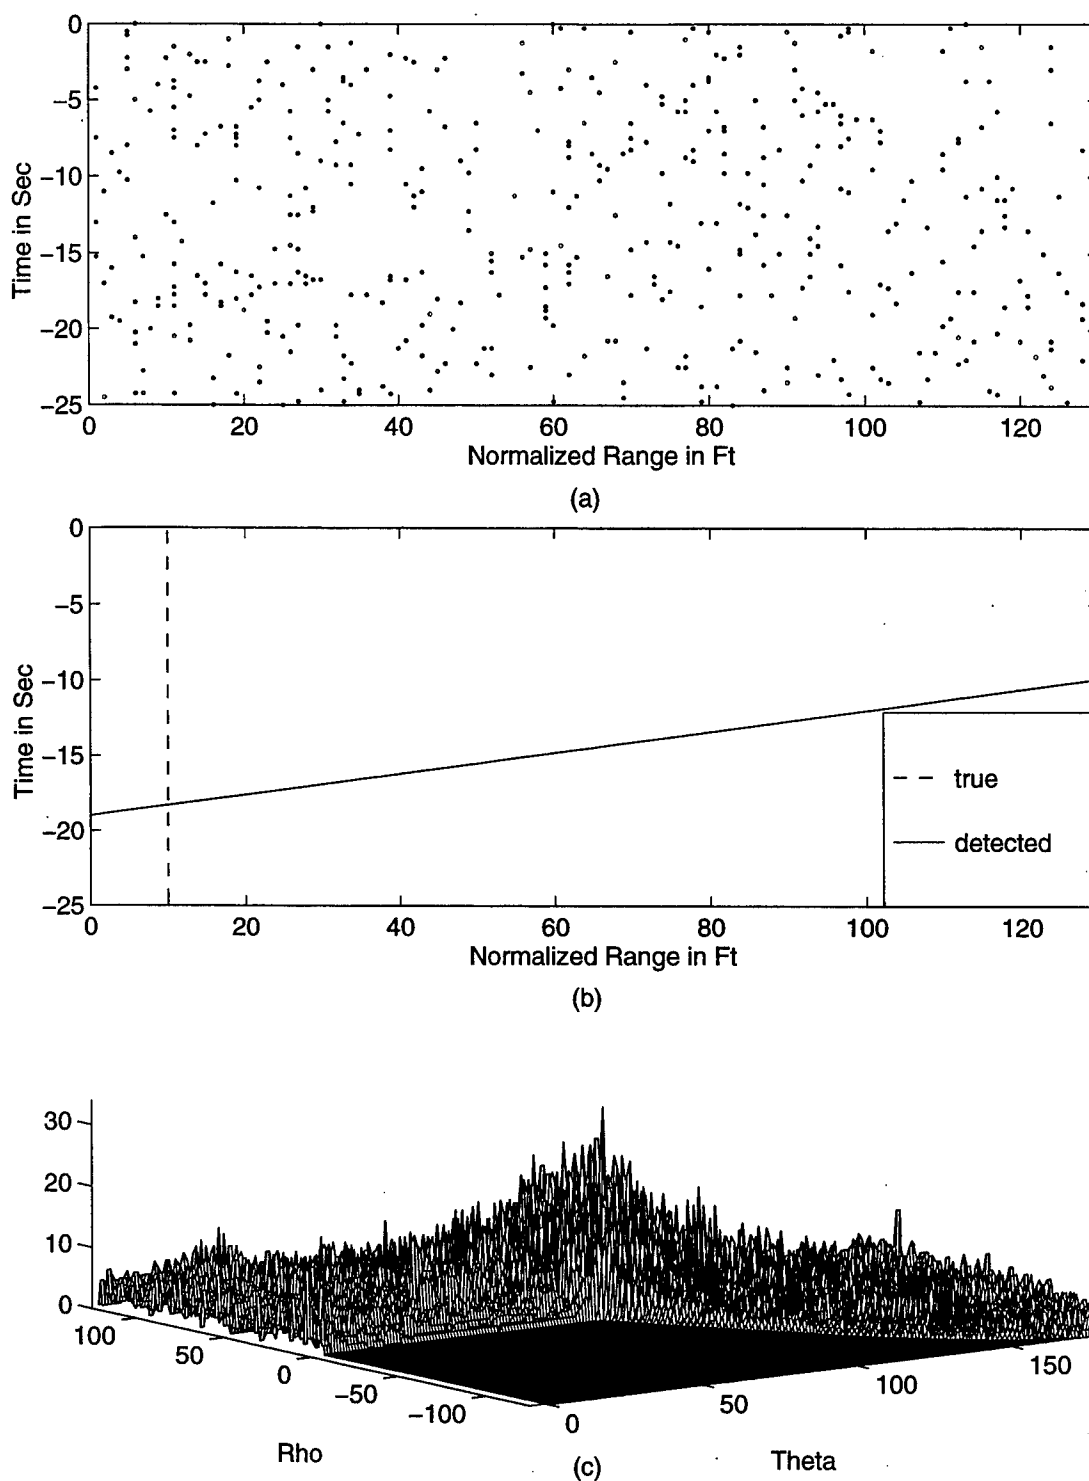 0
−5
−10
−15
−20
−25
Time in Sec
0 20 40 60 80 100 120
Normalized Range in Ft
(a)
0
−5
−10
−15
−20
−25
Time in Sec
true
detected
0 20 40 60 80 100 120
Normalized Range in Ft
(b)
30
20
10
0
100 50 0 −50 −100
0 50 100 150
Rho
Theta
(c)